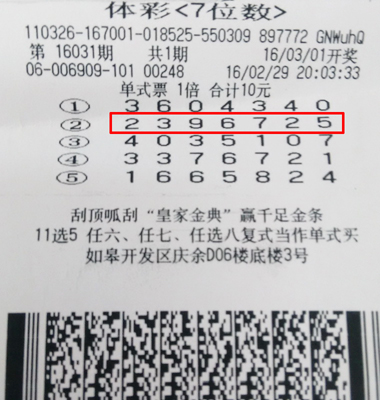 体彩<7位数>
110326-167001-018525-550309 897772 GNWuhQ
第 16031期 共1期 16/03/01开奖
06-006909-101 00248 16/02/29 20:03:33
单式票 1倍 合计10元
① 3 6 0 4 3 4 0
② 2 3 9 6 7 2 5
③ 4 0 3 5 1 0 7
④ 3 3 7 6 7 2 1
⑤ 1 6 6 5 8 2 4
刮顶呱刮“皇家金典”赢千足金条
11选5 任六、任七、任选八复式当作单式买
如皋开发区庆余D06楼底楼3号